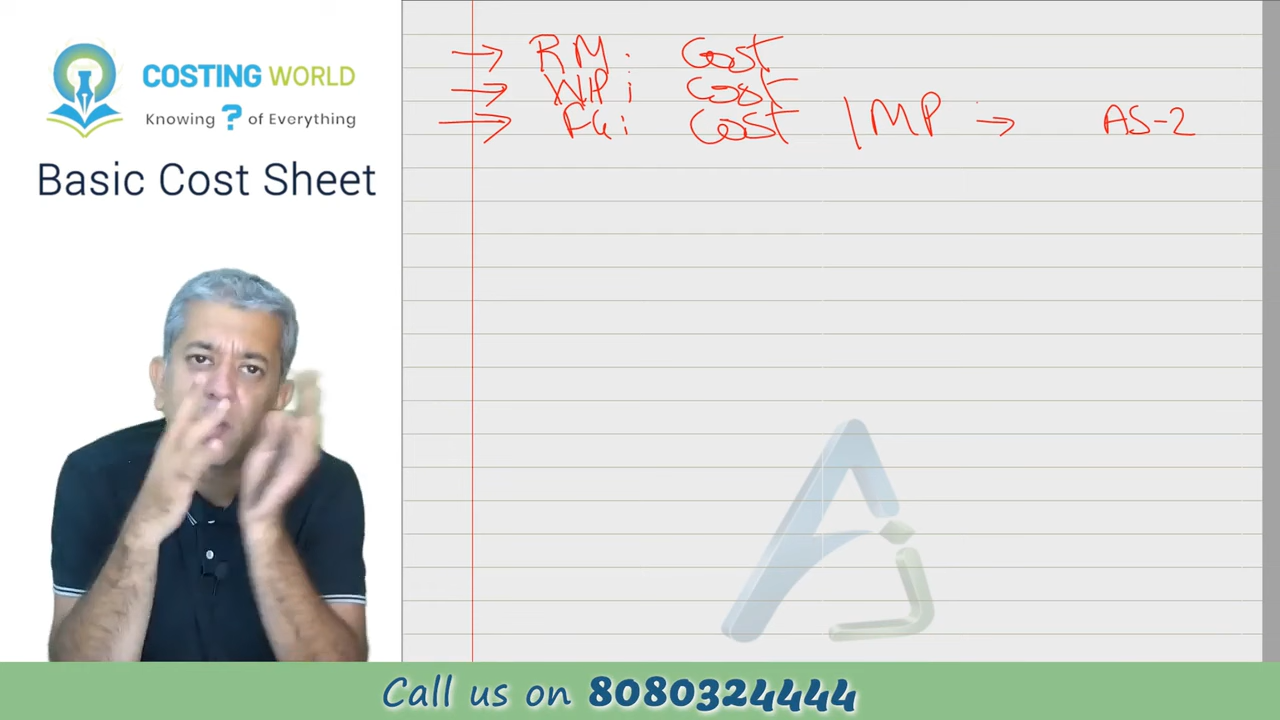 COSTING WORLD
Knowing ? of Everything
Basic Cost Sheet
→ RM : Cost
→ WIP : Cost
→ FG : Cost / MP → AS-2
Call us on 8080324444